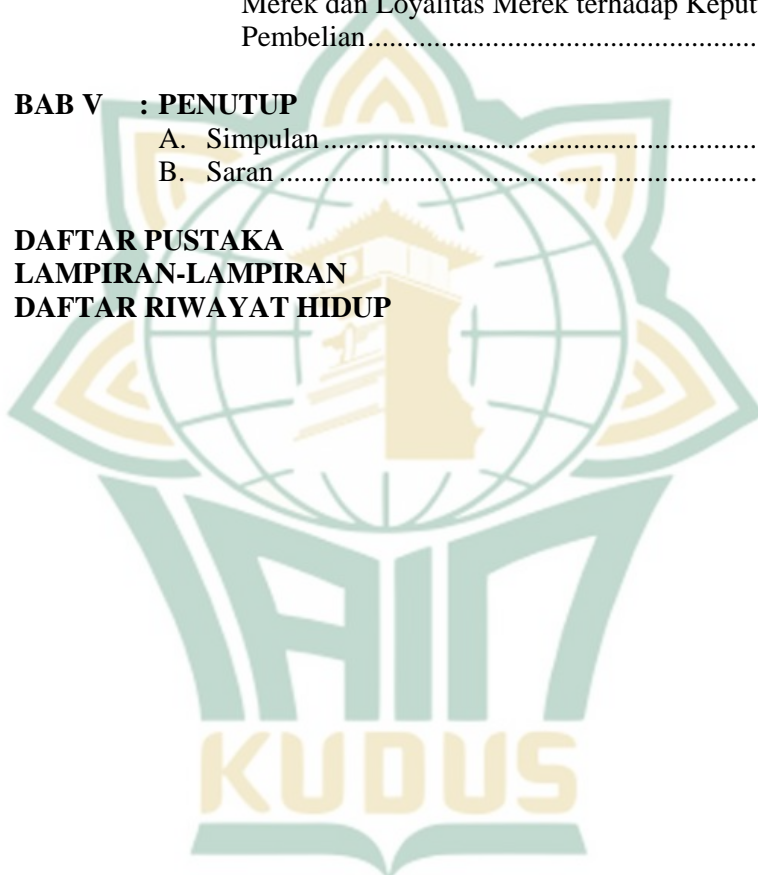 Merek dan Loyalitas Merek terhadap Keput
Pembelian......................................................
BAB V : PENUTUP
A. Simpulan............................................................
B. Saran..................................................................
DAFTAR PUSTAKA
LAMPIRAN-LAMPIRAN
DAFTAR RIWAYAT HIDUP
IAIN
KUDUS